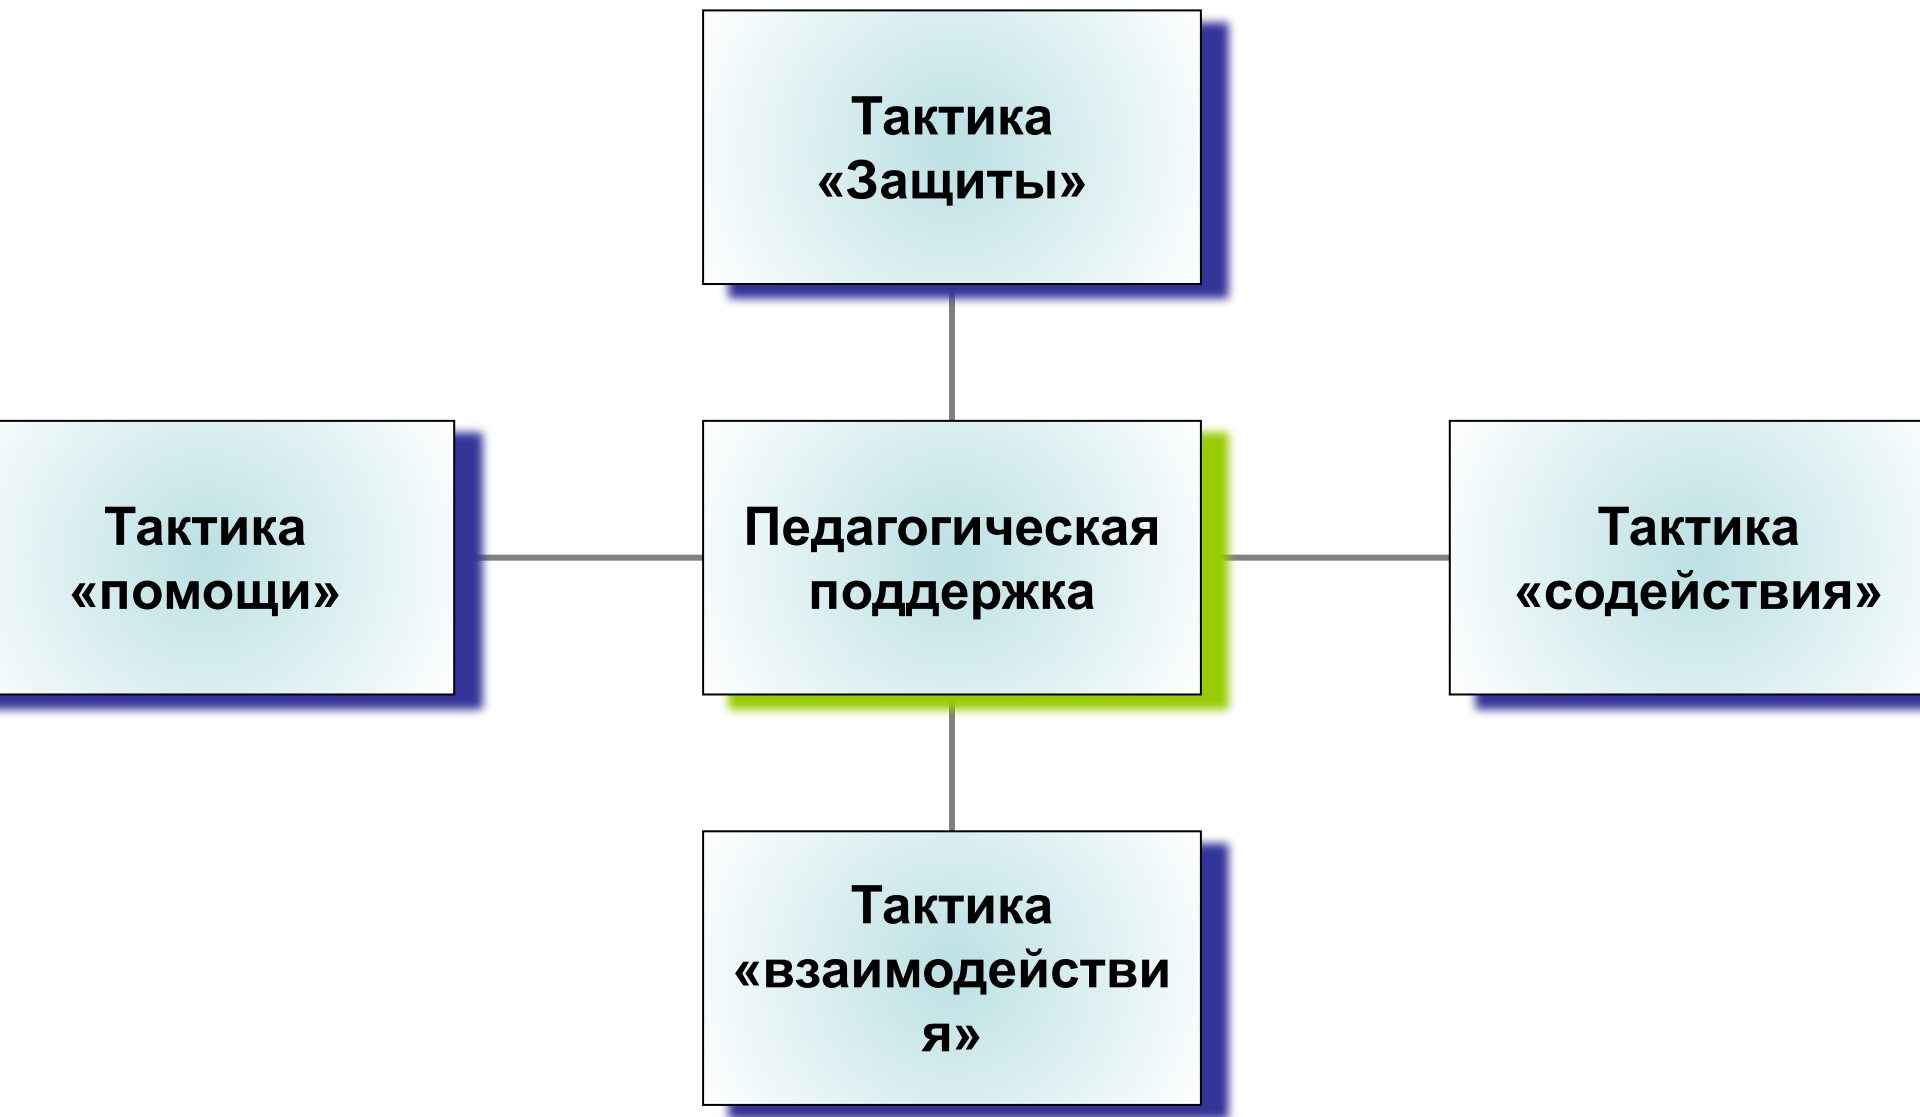 Тактика
«Защиты»
Тактика
«помощи»
Педагогическая
поддержка
Тактика
«содействия»
Тактика
«взаимодействи
я»